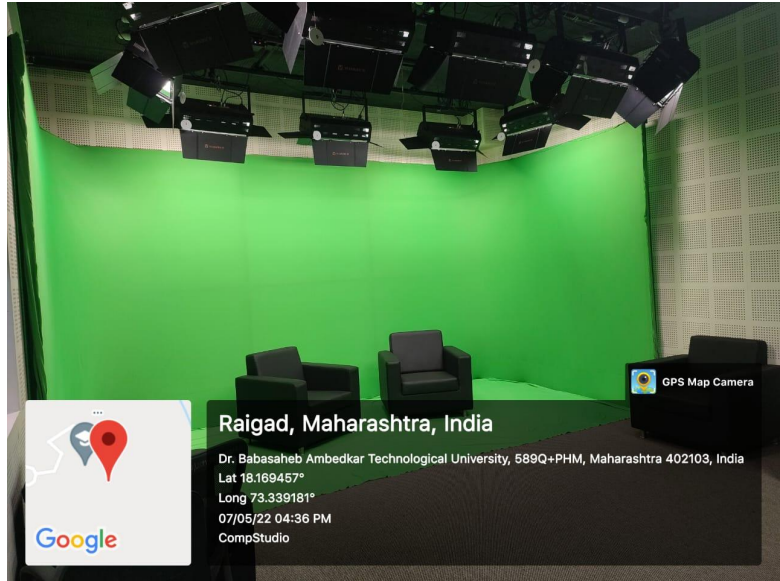 GPS Map Camera
Raigad, Maharashtra, India
Dr. Babasaheb Ambedkar Technological University, 589Q+PHM, Maharashtra 402103, India
Lat 18.169457°
Long 73.339181°
07/05/22 04:36 PM
CompStudio
Google